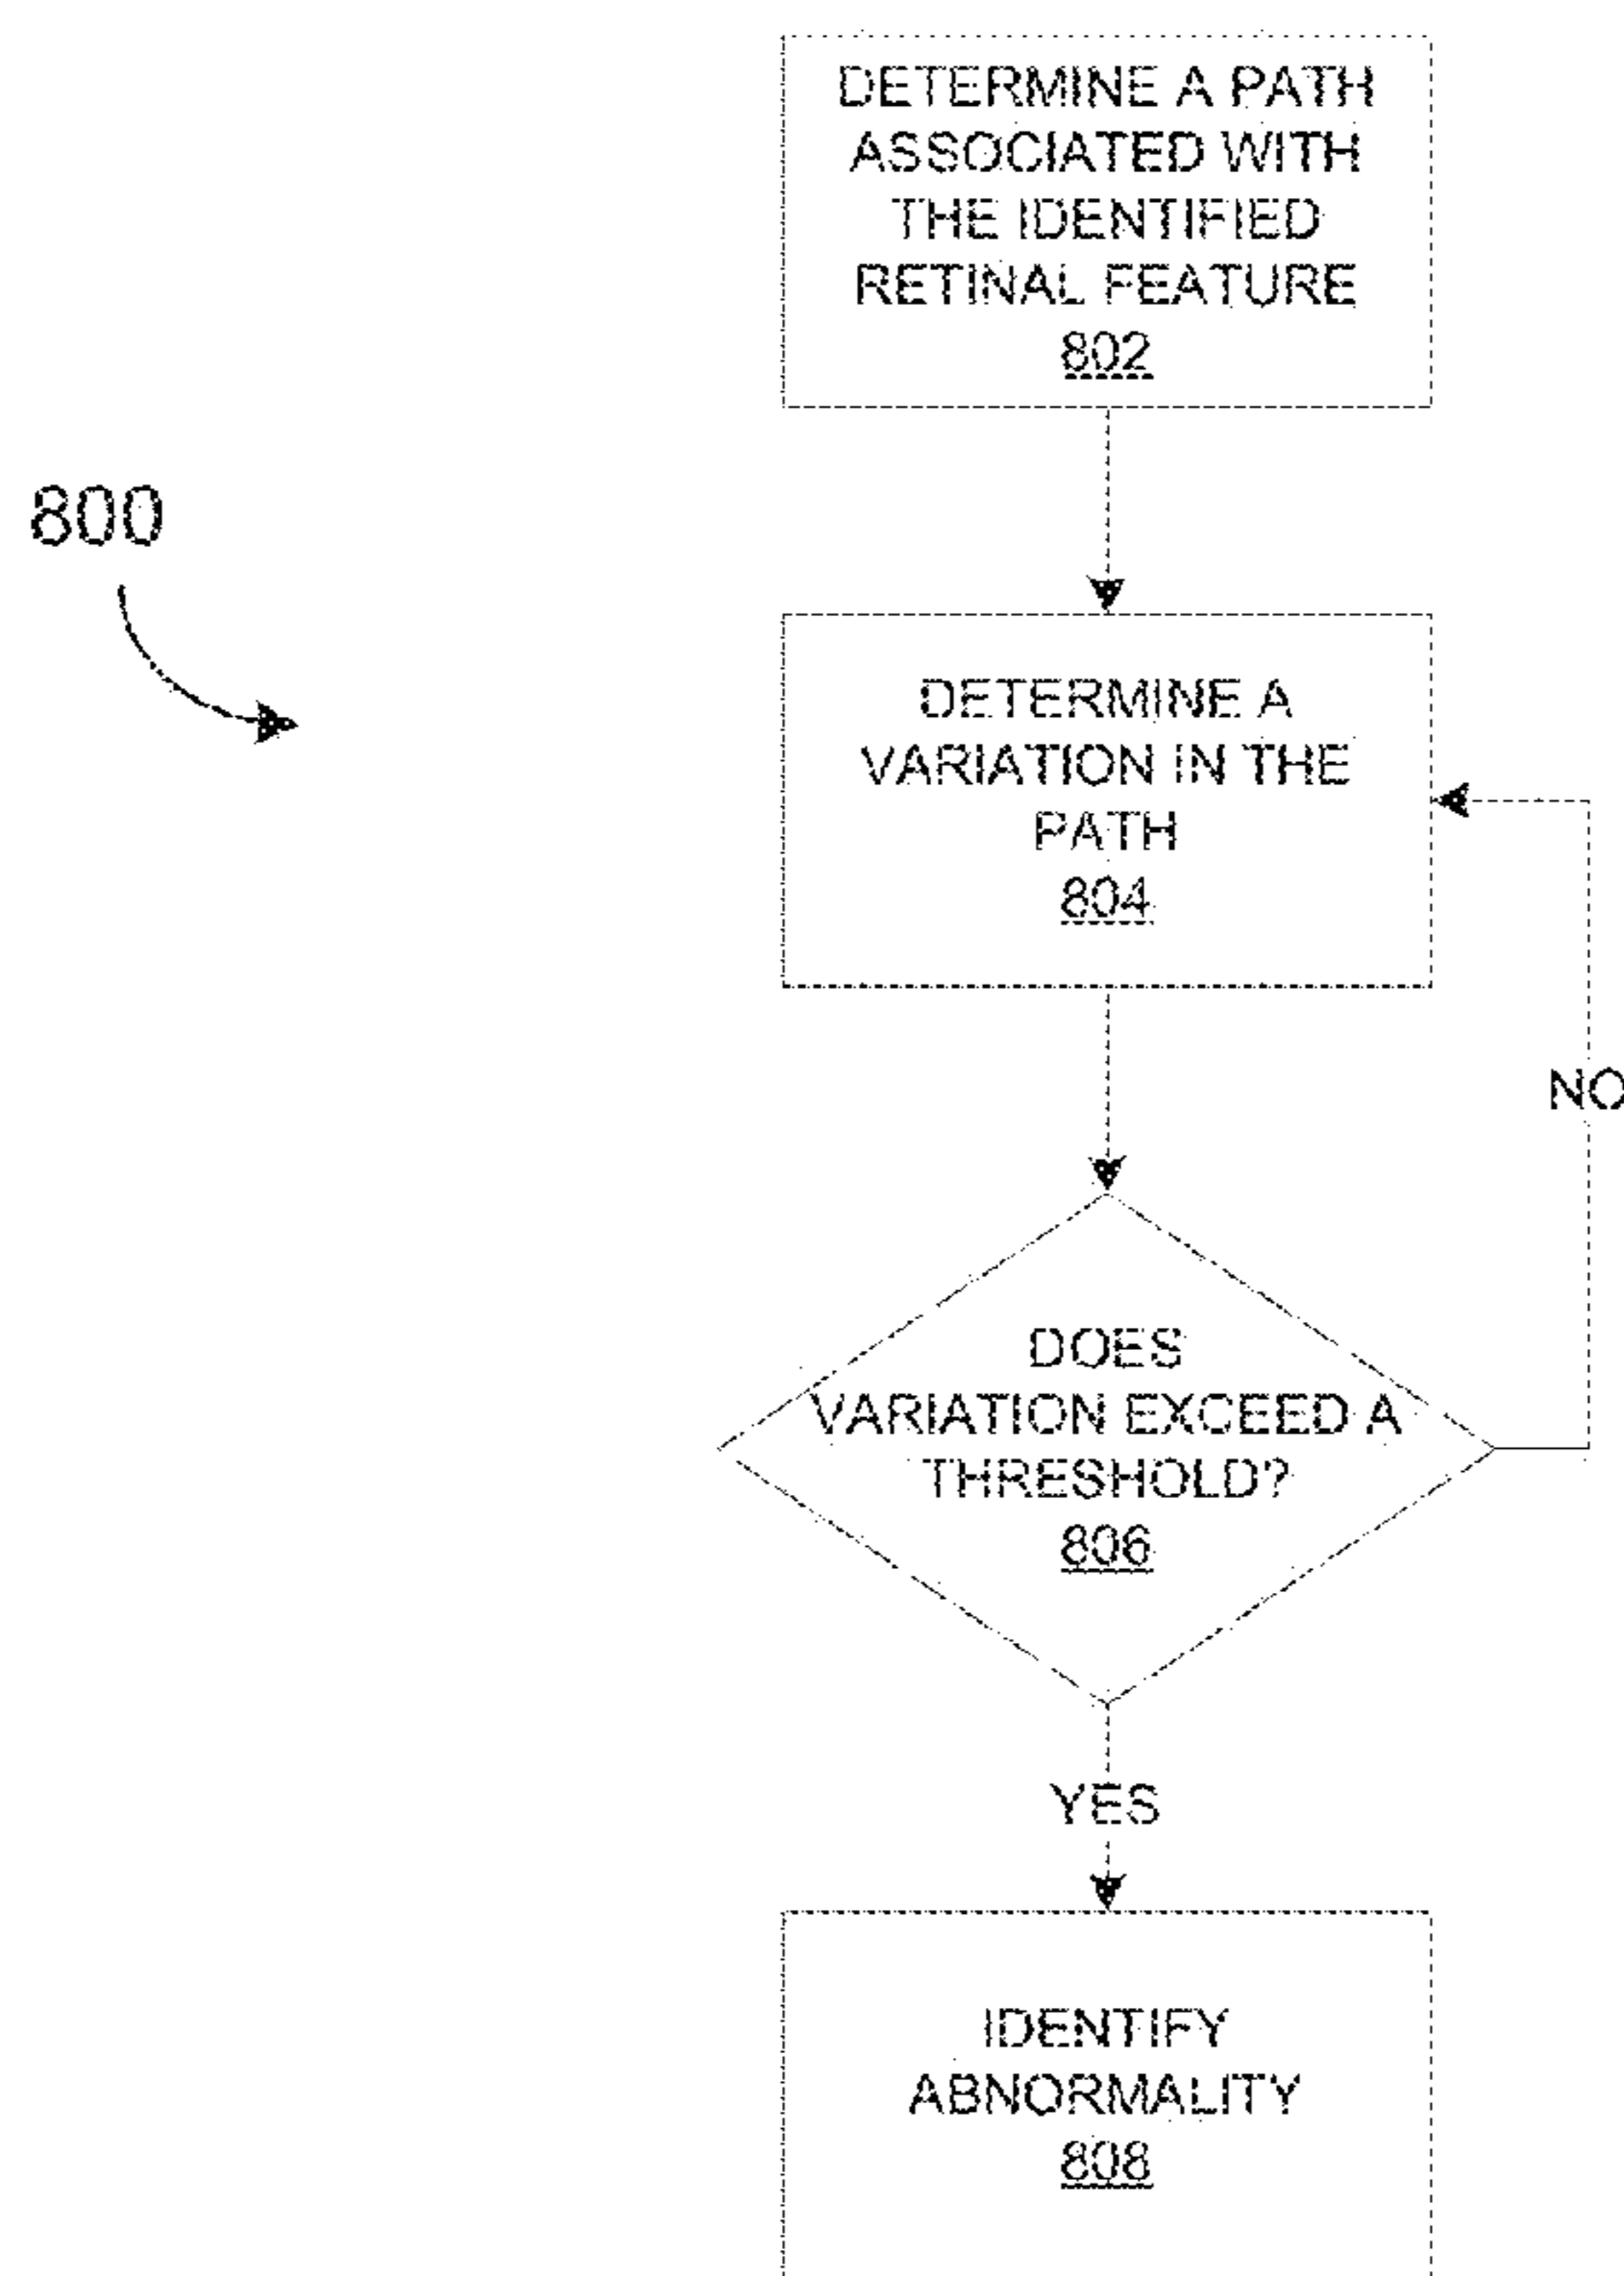 DETERMINE A PATH
ASSOCIATED WITH
THE IDENTIFIED
RETINAL FEATURE
802
800
DETERMINE A
VARIATION IN THE
PATH
804
NO
DOES
VARIATION EXCEED A
THRESHOLD?
806
YES
IDENTIFY
ABNORMALITY
808